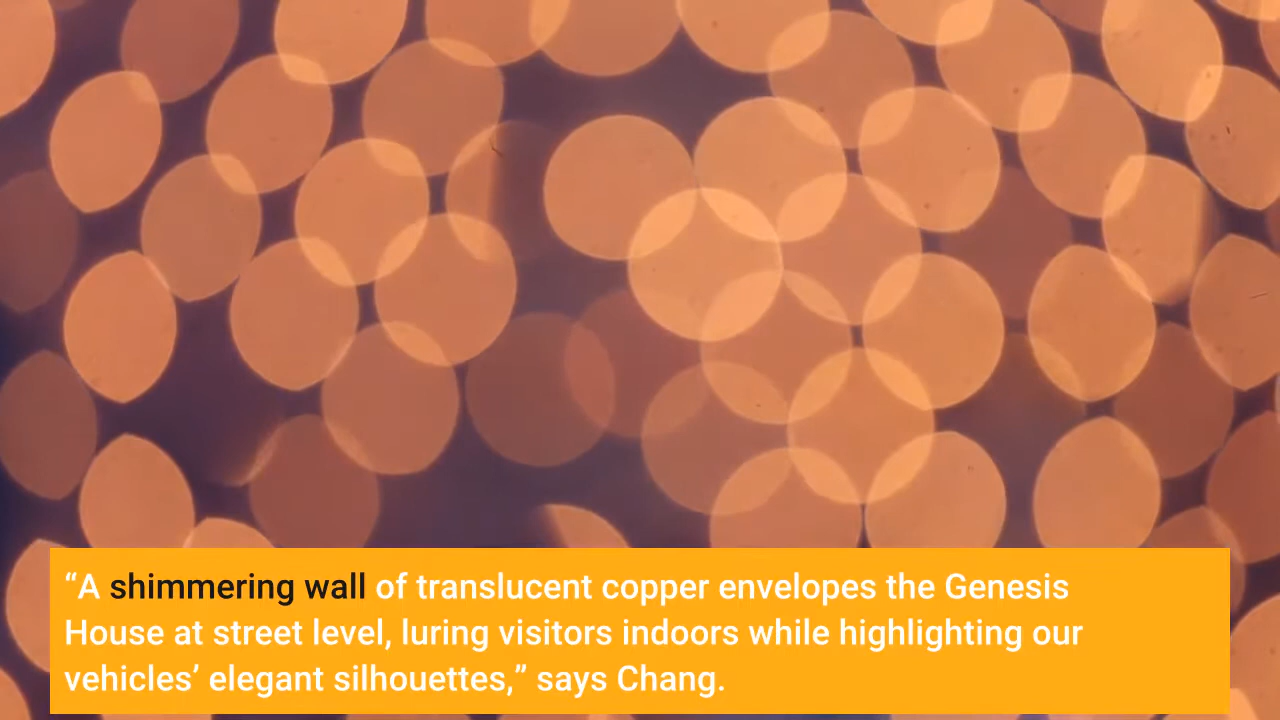 “A shimmering wall of translucent copper envelopes the Genesis
House at street level, luring visitors indoors while highlighting our
vehicles’ elegant silhouettes,” says Chang.